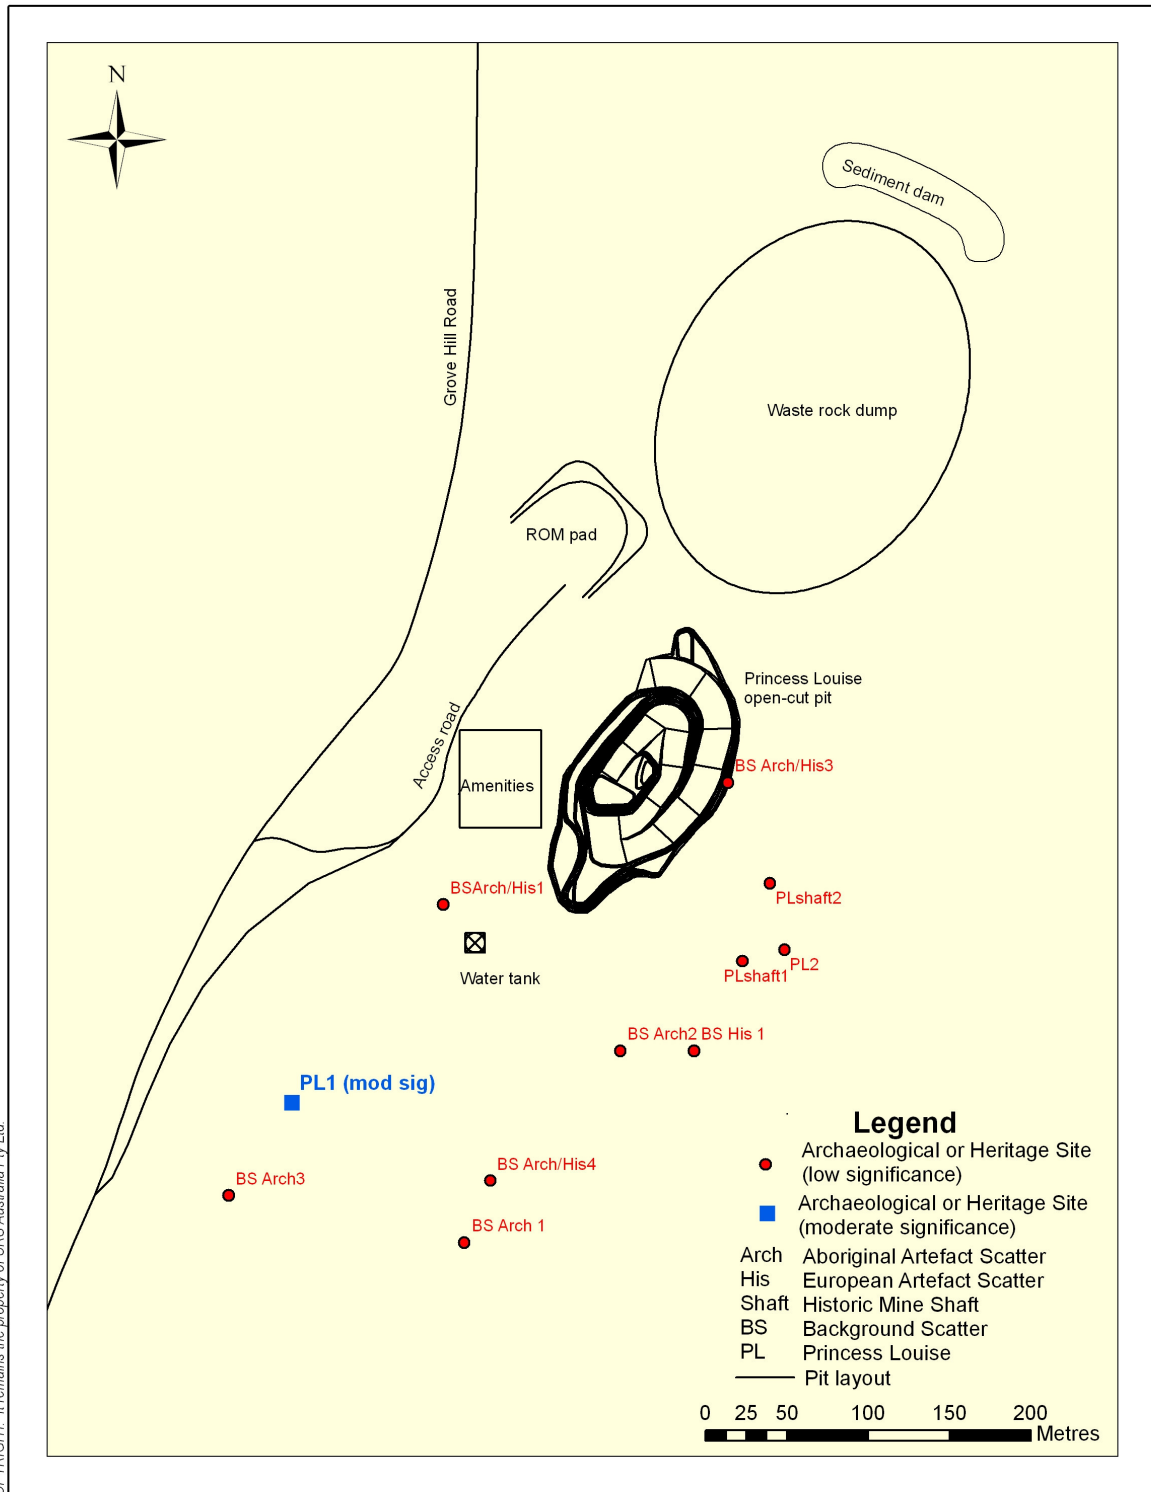 N
Sediment dam
Grove Hill Road
Waste rock dump
ROM pad
Princess Louise
open-cut pit
Access road
BS Arch/His3
Amenities
BSArch/His1
PLshaft2
PL2
PLshaft1
Water tank
BS Arch2 BS His 1
PL1 (mod sig)
BS Arch/His4
BS Arch3
BS Arch 1
Legend
Archaeological or Heritage Site
(low significance)
Archaeological or Heritage Site
(moderate significance)
Arch Aboriginal Artefact Scatter
His European Artefact Scatter
Shaft Historic Mine Shaft
BS Background Scatter
PL Princess Louise
Pit layout
0 25 50 100 150 200
Metres